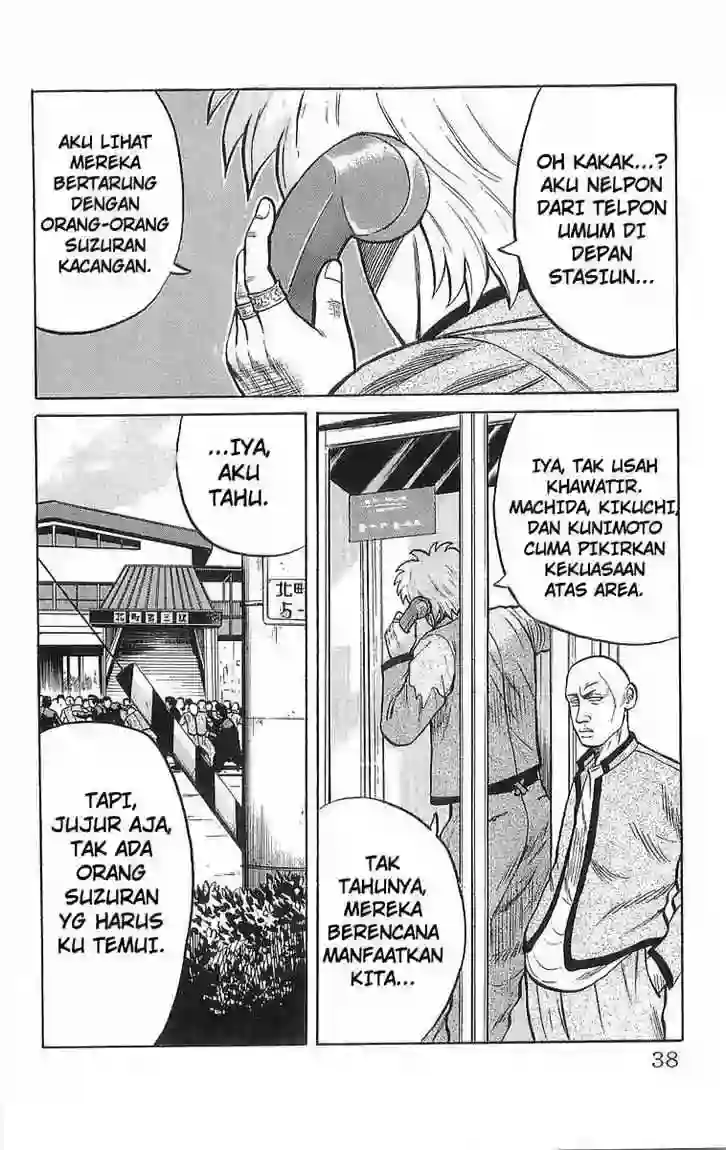 OH KAKAK...?
AKU NELPON
DARI TELPON
UMUM DI
DEPAN
STASIUN...
AKU LIHAT
MEREKA
BERTARUNG
DENGAN
ORANG-ORANG
SUZURAN
KACANGAN.
IYA, TAK USAH
KHAWATIR.
MACHIDA, KIKUCHI,
DAN KUNIMOTO
CUMA PIKIRKAN
KEKUASAAN
ATAS AREA.
TAK
TAHUNYA,
MEREKA
BERENCANA
MANFAATKAN
KITA...
...IYA,
AKU
TAHU.
TAPI,
JUJUR AJA,
TAK ADA
ORANG
SUZURAN
YG HARUS
KU TEMUI.
38